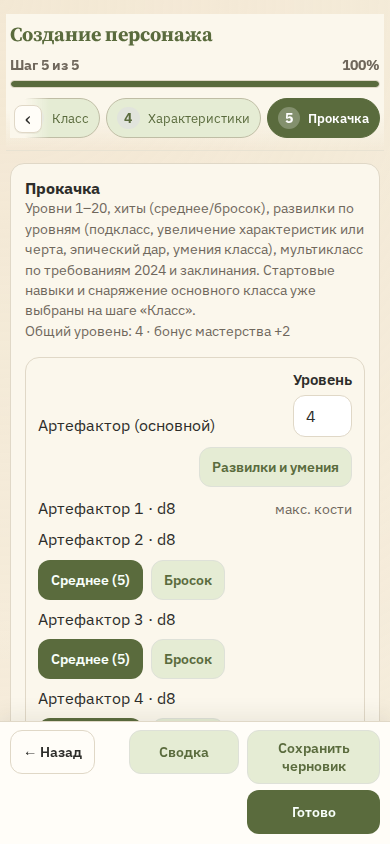 Создание персонажа
Шаг 5 из 5 100%
‹ Класс 4 Характеристики 5 Прокачка
Прокачка
Уровни 1–20, хиты (среднее/бросок), развилки по
уровням (подкласс, увеличение характеристик или
черта, эпический дар, умения класса), мультикласс
по требованиям 2024 и заклинания. Стартовые
навыки и снаряжение основного класса уже
выбраны на шаге «Класс».
Общий уровень: 4 · бонус мастерства +2
Уровень
Артефактор (основной) 4
Развилки и умения
Артефактор 1 · d8 макс. кости
Артефактор 2 · d8
Среднее (5) Бросок
Артефактор 3 · d8
Среднее (5) Бросок
Артефактор 4 · d8
← Назад Сводка Сохранить
черновик
Готово